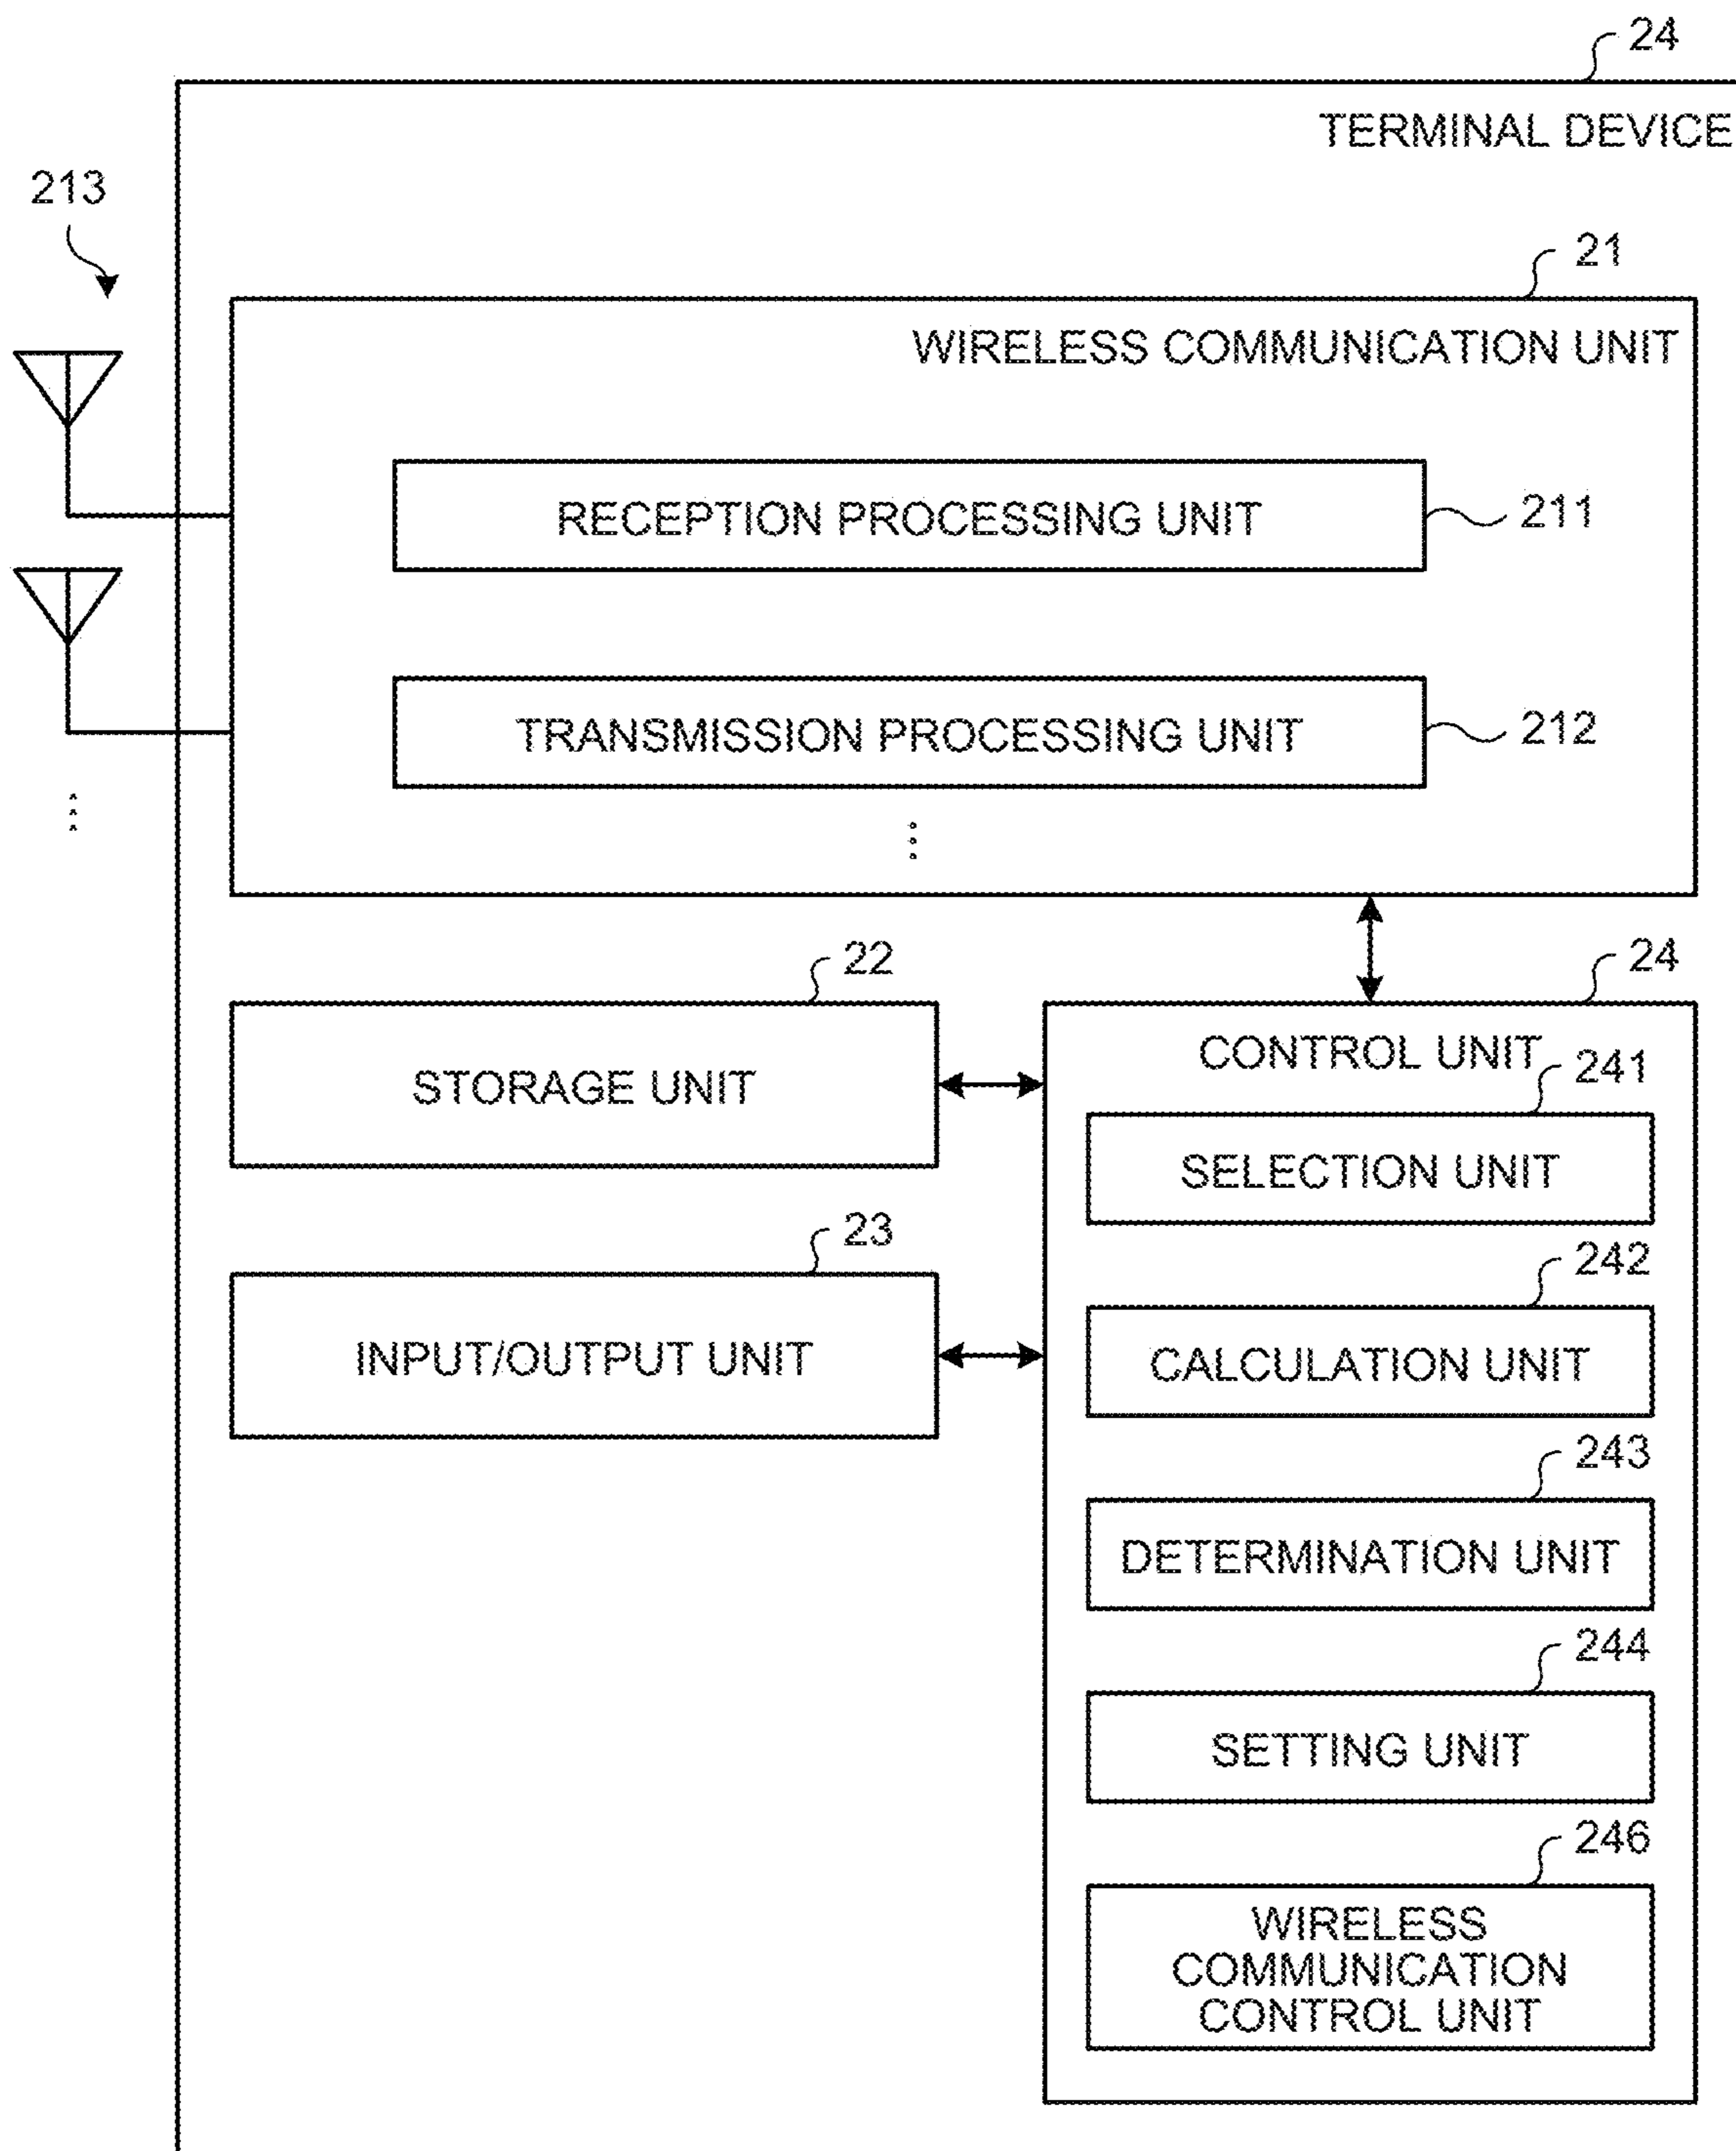 24
TERMINAL DEVICE
213
21
WIRELESS COMMUNICATION UNIT
RECEPTION PROCESSING UNIT
211
TRANSMISSION PROCESSING UNIT
212
22
24
STORAGE UNIT
CONTROL UNIT
241
SELECTION UNIT
23
242
INPUT/OUTPUT UNIT
CALCULATION UNIT
243
DETERMINATION UNIT
244
SETTING UNIT
246
WIRELESS
COMMUNICATION
CONTROL UNIT